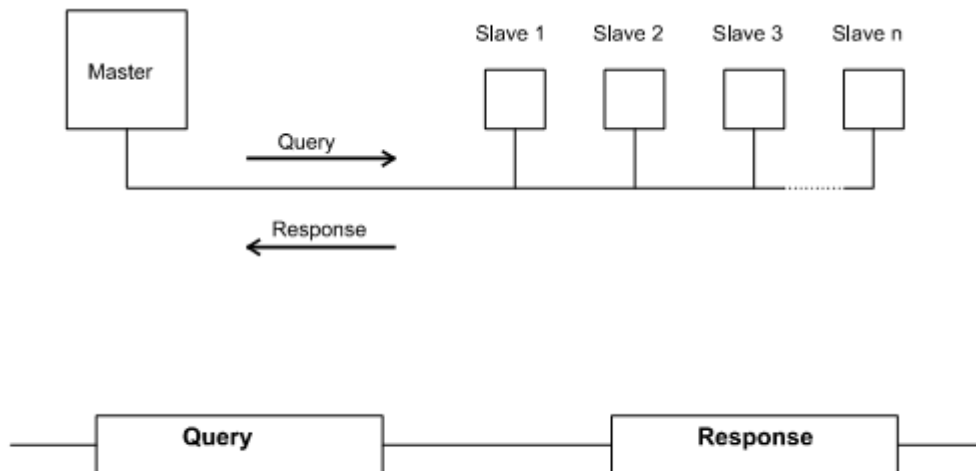 Slave 1 Slave 2 Slave 3 Slave n
Master
Query
Response
Query Response